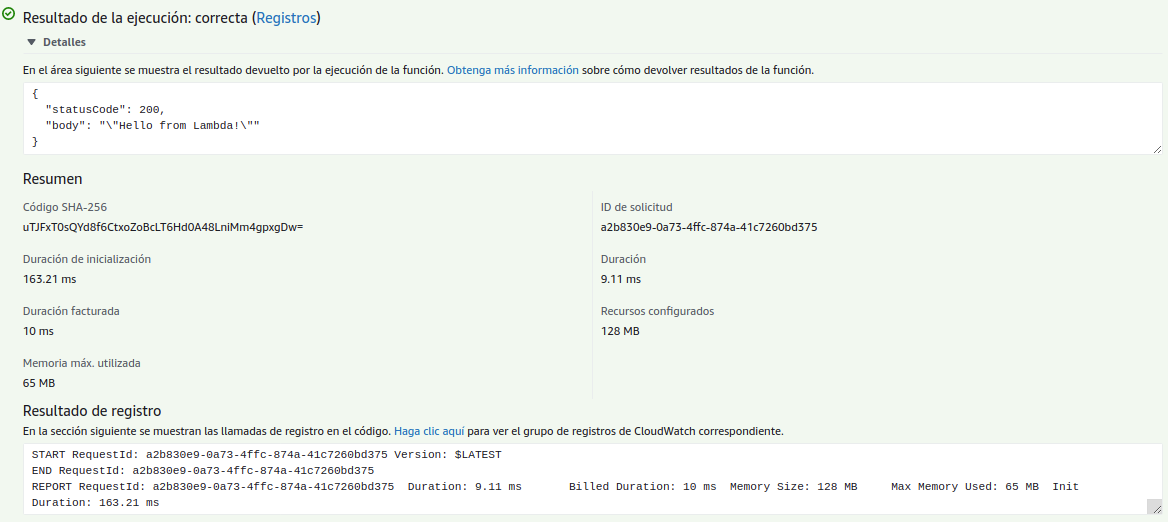 Resultado de la ejecución: correcta (Registros)
Detalles
En el área siguiente se muestra el resultado devuelto por la ejecución de la función. Obtenga más información sobre cómo devolver resultados de la función.
{
  "statusCode": 200,
  "body": "\"Hello from Lambda!\""
}
Resumen
Código SHA-256
uTJFxT0sQYd8f6CtxoZoBcLT6Hd0A48LniMm4gpxgDw=
ID de solicitud
a2b830e9-0a73-4ffc-874a-41c7260bd375
Duración de inicialización
163.21 ms
Duración
9.11 ms
Duración facturada
10 ms
Recursos configurados
128 MB
Memoria máx. utilizada
65 MB
Resultado de registro
En la sección siguiente se muestran las llamadas de registro en el código. Haga clic aquí para ver el grupo de registros de CloudWatch correspondiente.
START RequestId: a2b830e9-0a73-4ffc-874a-41c7260bd375 Version: $LATEST
END RequestId: a2b830e9-0a73-4ffc-874a-41c7260bd375
REPORT RequestId: a2b830e9-0a73-4ffc-874a-41c7260bd375  Duration: 9.11 ms       Billed Duration: 10 ms  Memory Size: 128 MB     Max Memory Used: 65 MB  Init
Duration: 163.21 ms